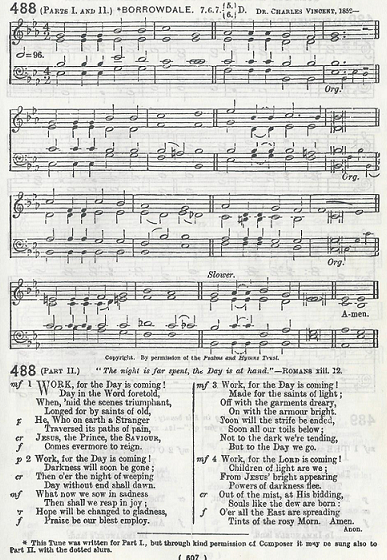 488 (PARTS I. AND II.) *BORROWDALE. 7.6.7.{(5.)(6.)}D. DR. CHARLES VINCENT, 1852—
=96.
Org.
Org.
Org.
Slower.
A-men.
Copyright. By permission of the Psalms and Hymns Trust.
488 (PART II.) "The night is far spent, the Day is at hand."—ROMANS xiii. 12.
mf 1 WORK, for the Day is coming!
Day in the Word foretold,
When, 'mid the scenes triumphant,
Longed for by saints of old,
p He, Who on earth a Stranger
Traversed its paths of pain,
cr JESUS, the Prince, the SAVIOUR,
f Comes evermore to reign.
p 2 Work, for the Day is coming!
Darkness will soon be gone;
cr Then o'er the night of weeping
Day without end shall dawn.
mf What now we sow in sadness
Then shall we reap in joy;
r Hope will be changed to gladness,
f Praise be our blest employ.
mf 3 Work, for the Day is coming!
Made for the saints of light;
Off with the garments dreary,
On with the armour bright.
Soon will the strife be ended,
Soon all our toils below;
Not to the dark we're tending,
But to the Day we go.
mf 4 Work, for the LORD is coming!
Children of light are we;
From JESUS' bright appearing
Powers of darkness flee.
cr Out of the mist, at His bidding,
Souls like the dew are born;
f O'er all the East are spreading
Tints of the rosy Morn. Amen.
Anon.
* This Tune was written for Part I., but through kind permission of Composer it may be sung also to
Part II. with the dotted slurs.
( 507 )